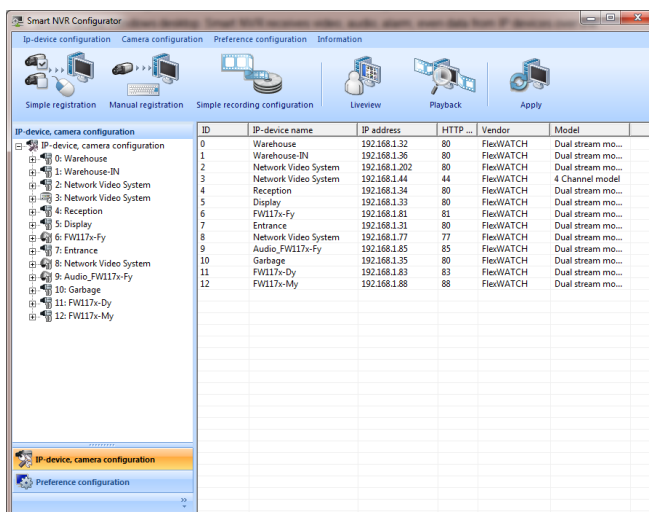 Smart NVR Configurator
Ip-device configuration Camera configuration Preference configuration Information
Simple registration Manual registration Simple recording configuration Liveview Playback Apply
IP-device, camera configuration
IP-device, camera configuration
0: Warehouse
1: Warehouse-IN
2: Network Video System
3: Network Video System
4: Reception
5: Display
6: FW117x-Fy
7: Entrance
8: Network Video System
9: Audio_FW117x-Fy
10: Garbage
11: FW117x-Dy
12: FW117x-My
ID IP-device name IP address HTTP ... Vendor Model
0 Warehouse 192.168.1.32 80 FlexWATCH Dual stream mo...
1 Warehouse-IN 192.168.1.36 80 FlexWATCH Dual stream mo...
2 Network Video System 192.168.1.202 80 FlexWATCH Dual stream mo...
3 Network Video System 192.168.1.44 44 FlexWATCH 4 Channel model
4 Reception 192.168.1.34 80 FlexWATCH Dual stream mo...
5 Display 192.168.1.33 80 FlexWATCH Dual stream mo...
6 FW117x-Fy 192.168.1.81 81 FlexWATCH Dual stream mo...
7 Entrance 192.168.1.31 80 FlexWATCH Dual stream mo...
8 Network Video System 192.168.1.77 77 FlexWATCH Dual stream mo...
9 Audio_FW117x-Fy 192.168.1.85 85 FlexWATCH Dual stream mo...
10 Garbage 192.168.1.35 80 FlexWATCH Dual stream mo...
11 FW117x-Dy 192.168.1.83 83 FlexWATCH Dual stream mo...
12 FW117x-My 192.168.1.88 88 FlexWATCH Dual stream mo...
IP-device, camera configuration
Preference configuration